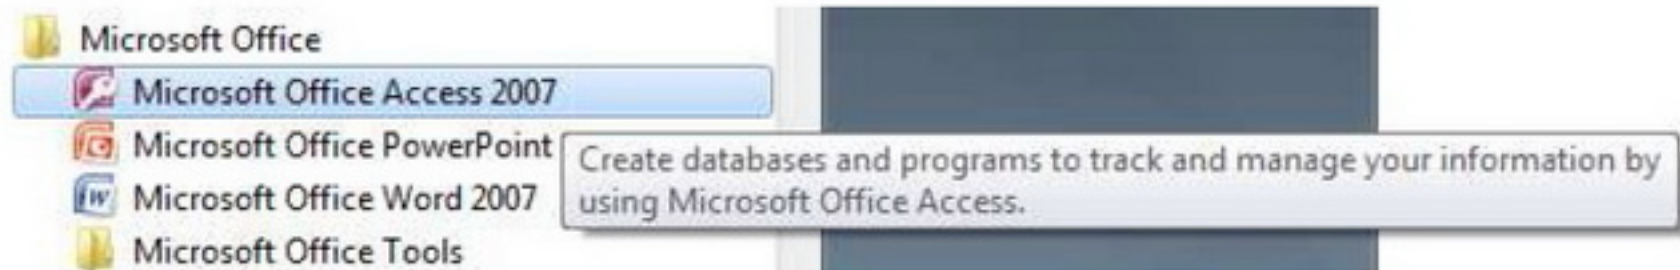 Microsoft Office
Microsoft Office Access 2007
Microsoft Office PowerPoint
Microsoft Office Word 2007
Microsoft Office Tools
Create databases and programs to track and manage your information by
using Microsoft Office Access.